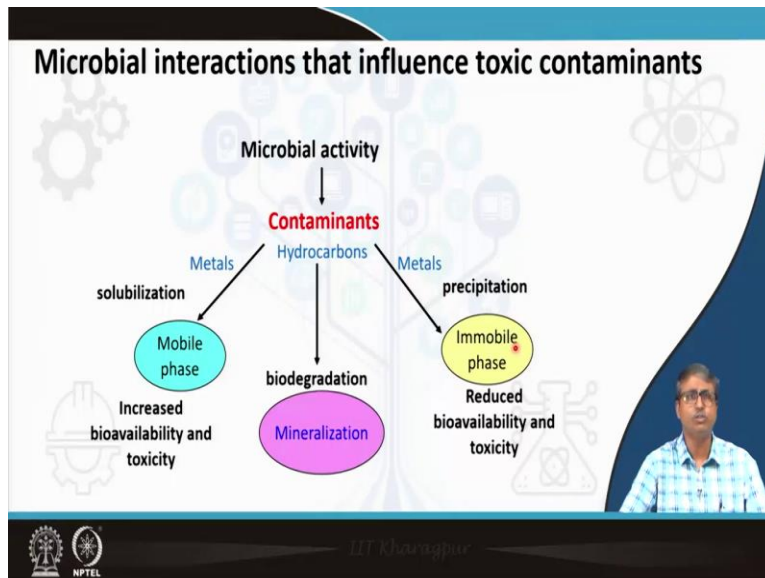 Microbial interactions that influence toxic contaminants
Microbial activity
Contaminants
Hydrocarbons
Metals
Metals
solubilization
precipitation
Mobile
phase
Immobile
phase
biodegradation
Mineralization
Increased
bioavailability and
toxicity
Reduced
bioavailability and
toxicity
IIT Kharagpur
NPTEL